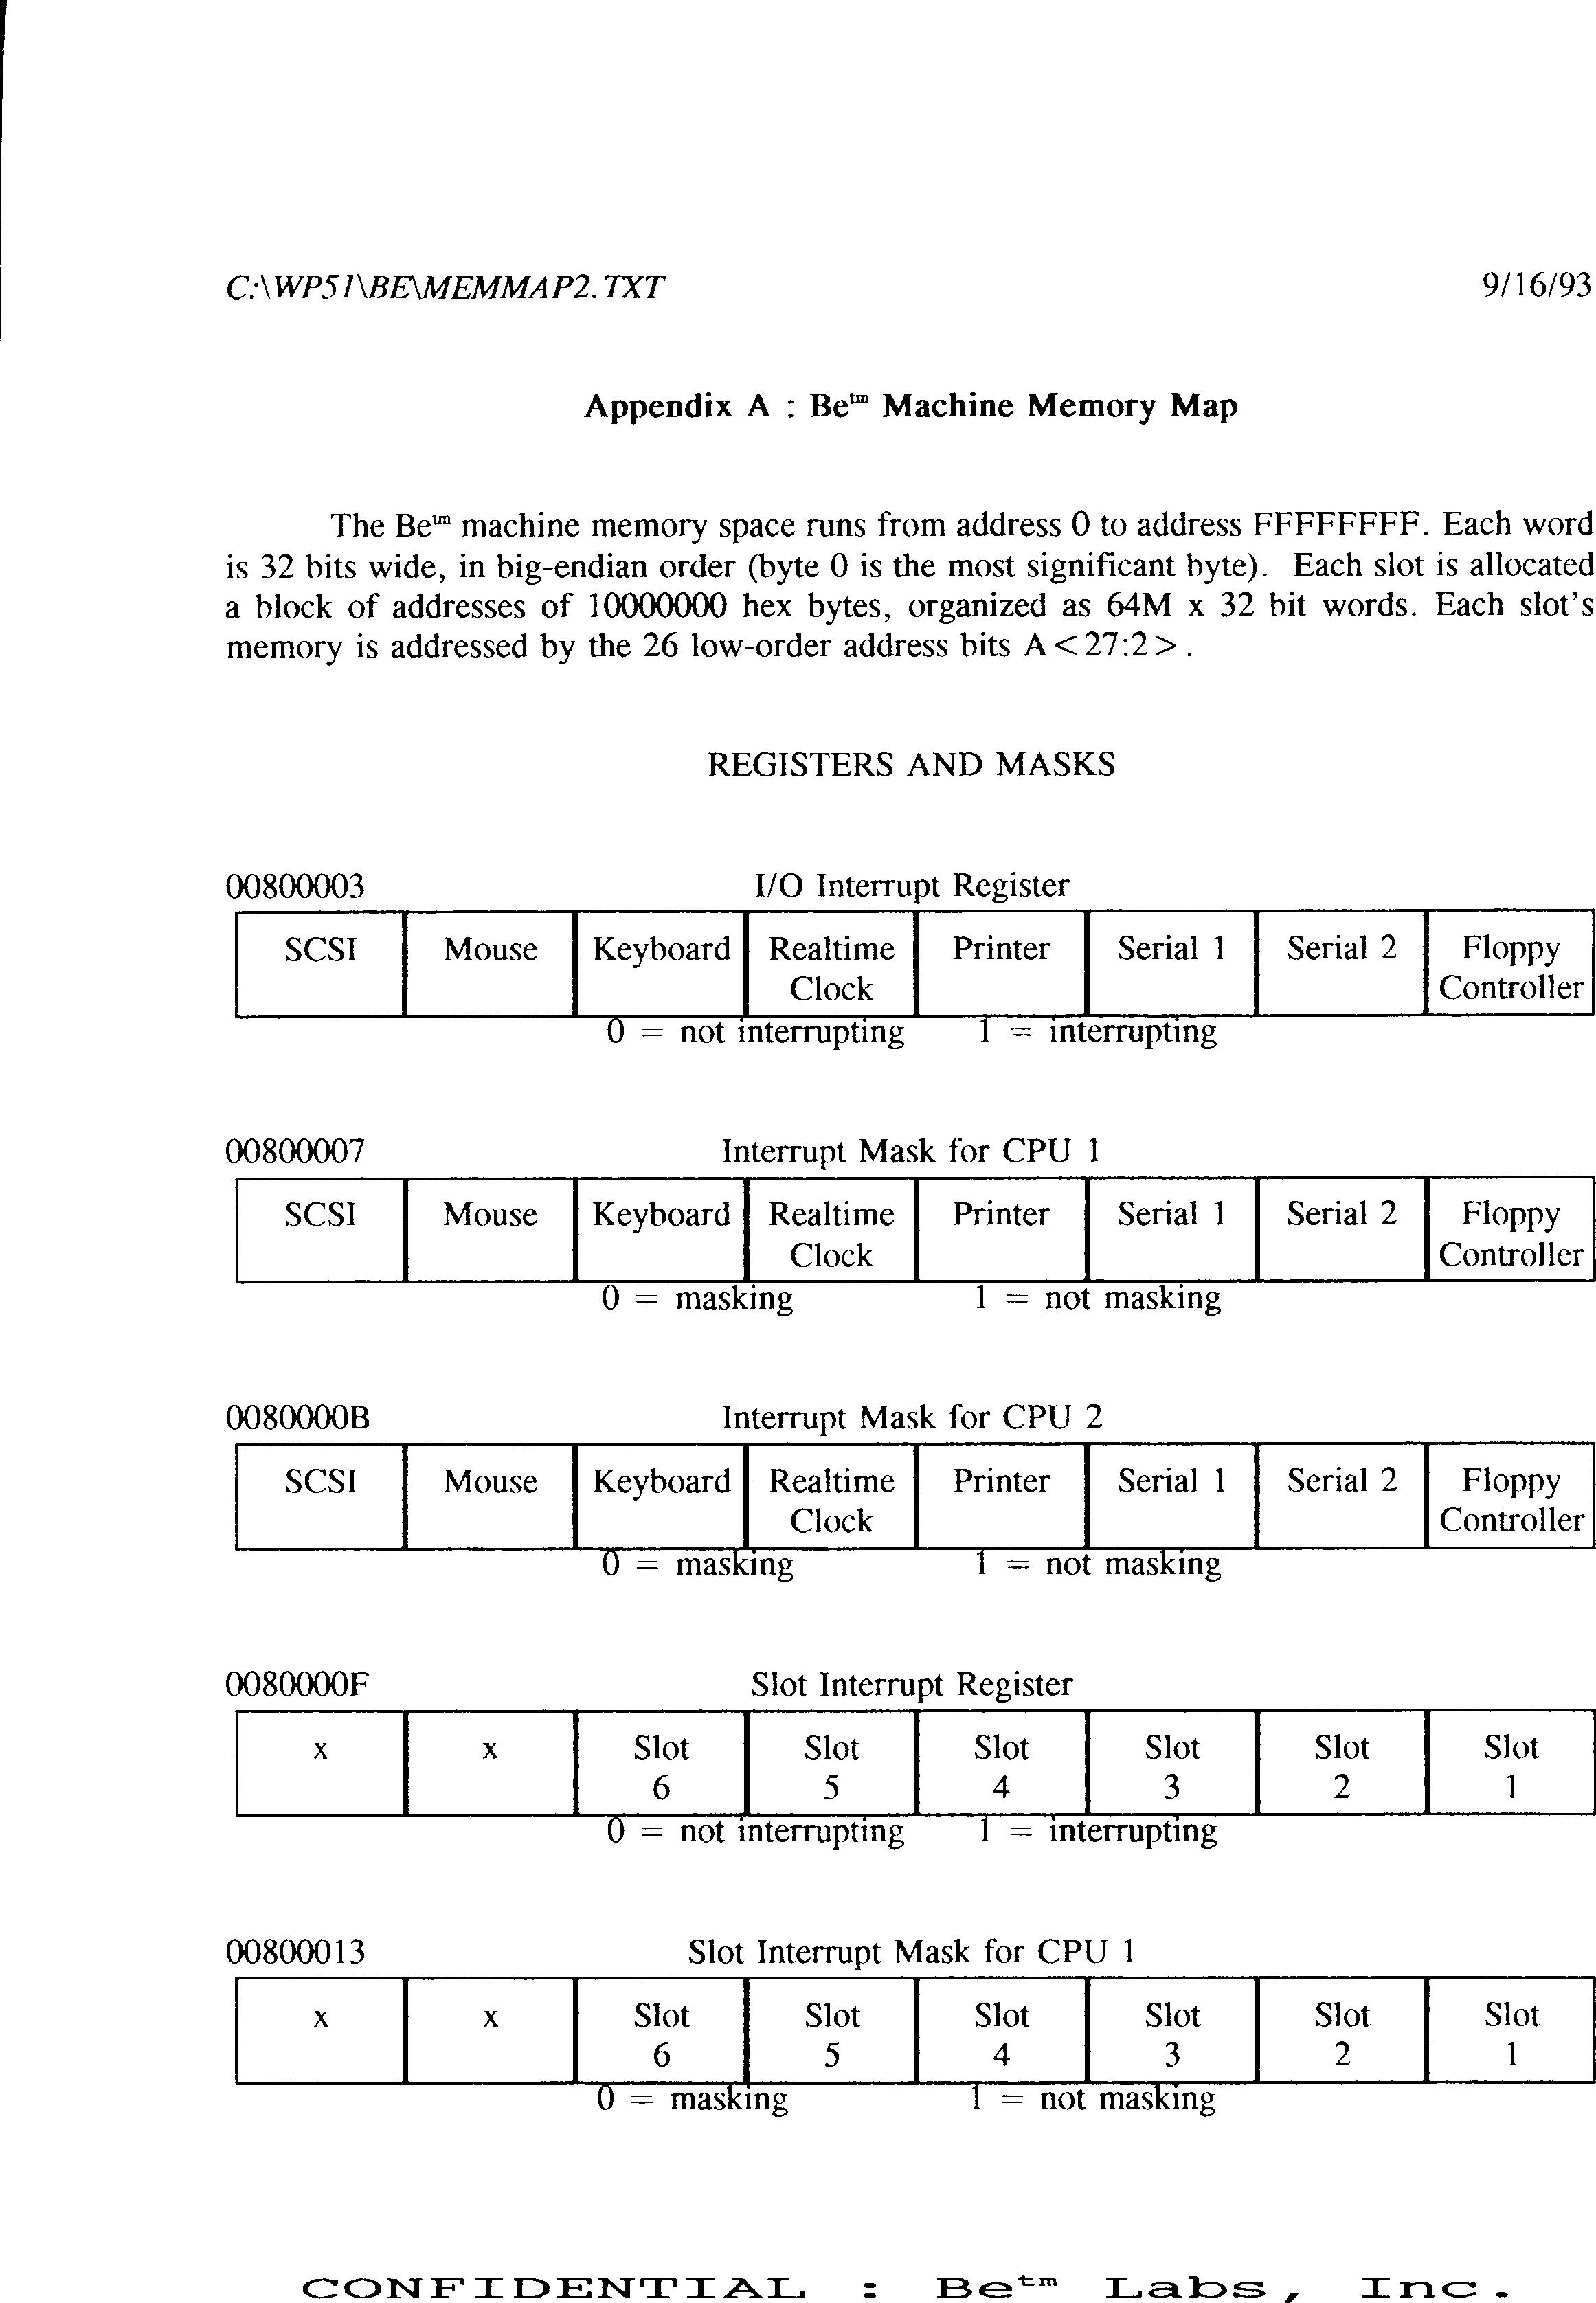 C:\WP51\BE\MEMMAP2.TXT 9/16/93
Appendix A : Be™ Machine Memory Map
The Be™ machine memory space runs from address 0 to address FFFFFFFF. Each word
is 32 bits wide, in big-endian order (byte 0 is the most significant byte). Each slot is allocated
a block of addresses of 10000000 hex bytes, organized as 64M x 32 bit words. Each slot's
memory is addressed by the 26 low-order address bits A<27:2>.
REGISTERS AND MASKS
00800003 I/O Interrupt Register
SCSI Mouse Keyboard Realtime Printer Serial 1 Serial 2 Floppy
Clock Controller
0 = not interrupting 1 = interrupting
00800007 Interrupt Mask for CPU 1
SCSI Mouse Keyboard Realtime Printer Serial 1 Serial 2 Floppy
Clock Controller
0 = masking 1 = not masking
0080000B Interrupt Mask for CPU 2
SCSI Mouse Keyboard Realtime Printer Serial 1 Serial 2 Floppy
Clock Controller
0 = masking 1 = not masking
0080000F Slot Interrupt Register
x x Slot Slot Slot Slot Slot Slot
6 5 4 3 2 1
0 = not interrupting 1 = interrupting
00800013 Slot Interrupt Mask for CPU 1
x x Slot Slot Slot Slot Slot Slot
6 5 4 3 2 1
0 = masking 1 = not masking
CONFIDENTIAL : Be™ Labs, Inc.